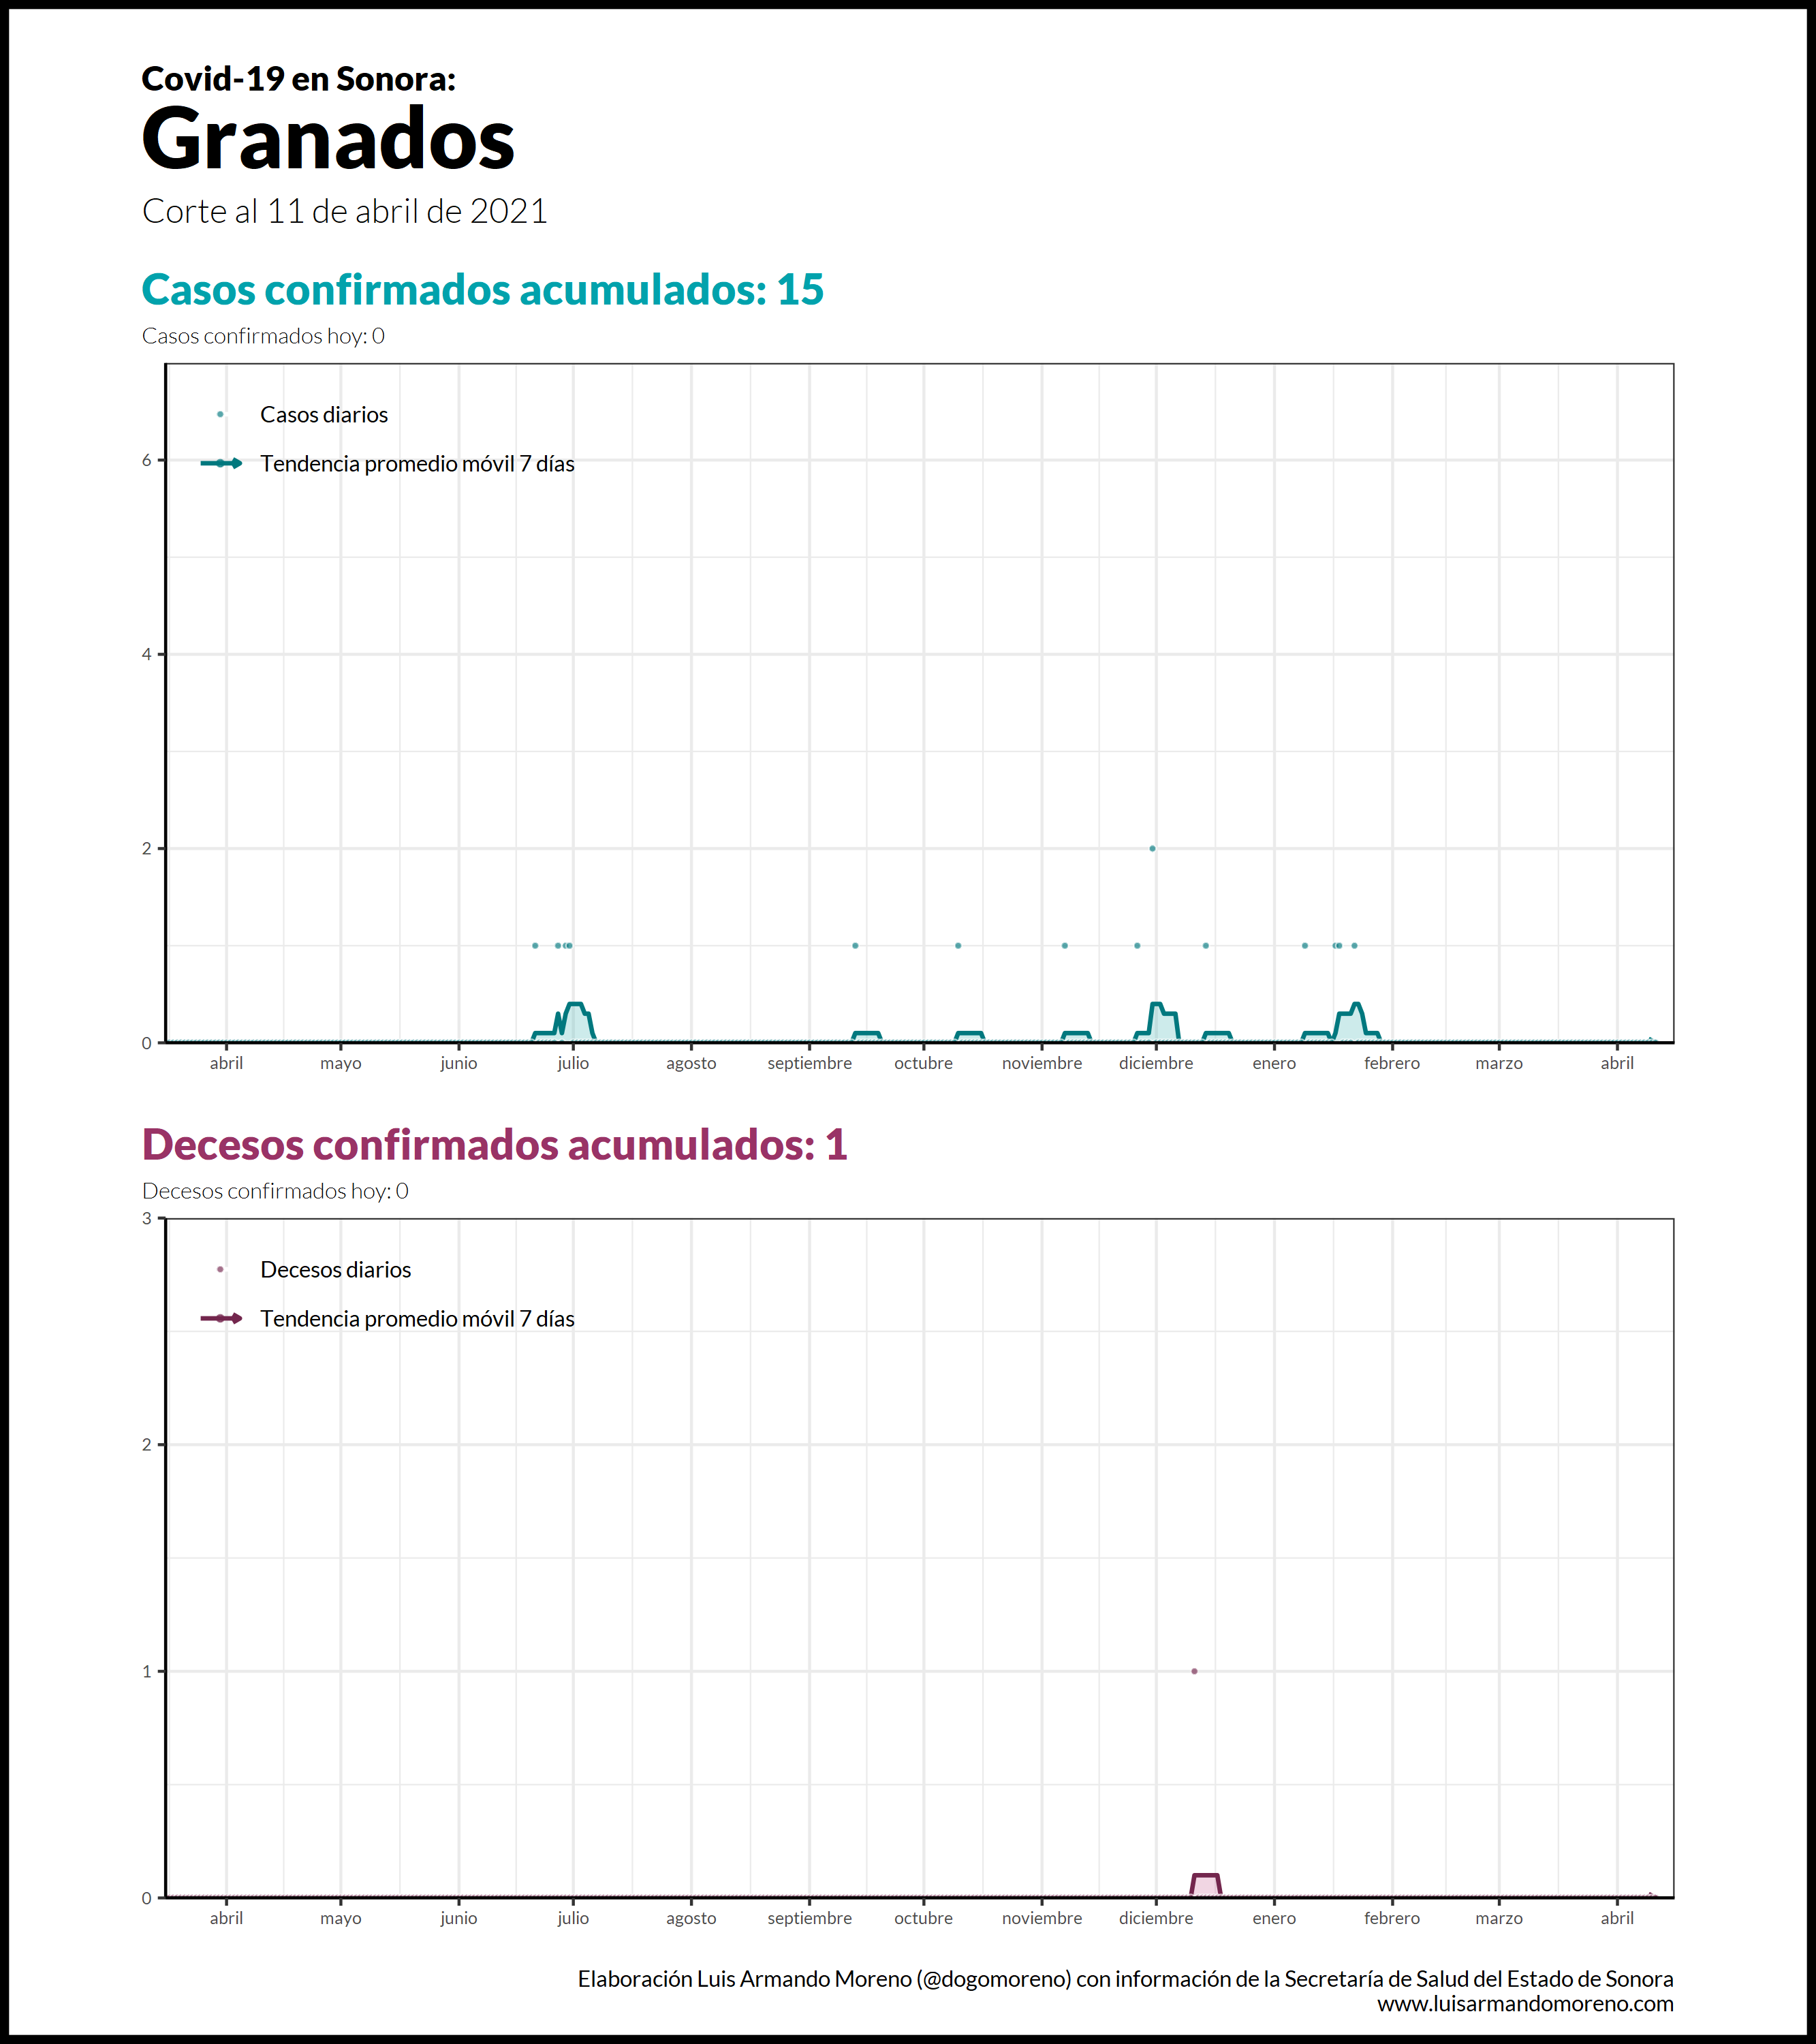 Covid-19 en Sonora:
Granados
Corte al 11 de abril de 2021
Casos confirmados acumulados: 15
Casos confirmados hoy: 0
Casos diarios
Tendencia promedio móvil 7 días
6
4
2
0
abril mayo junio julio agosto septiembre octubre noviembre diciembre enero febrero marzo abril
Decesos confirmados acumulados: 1
Decesos confirmados hoy: 0
3
Decesos diarios
Tendencia promedio móvil 7 días
2
1
0
abril mayo junio julio agosto septiembre octubre noviembre diciembre enero febrero marzo abril
Elaboración Luis Armando Moreno (@dogomoreno) con información de la Secretaría de Salud del Estado de Sonora
www.luisarmandomoreno.com